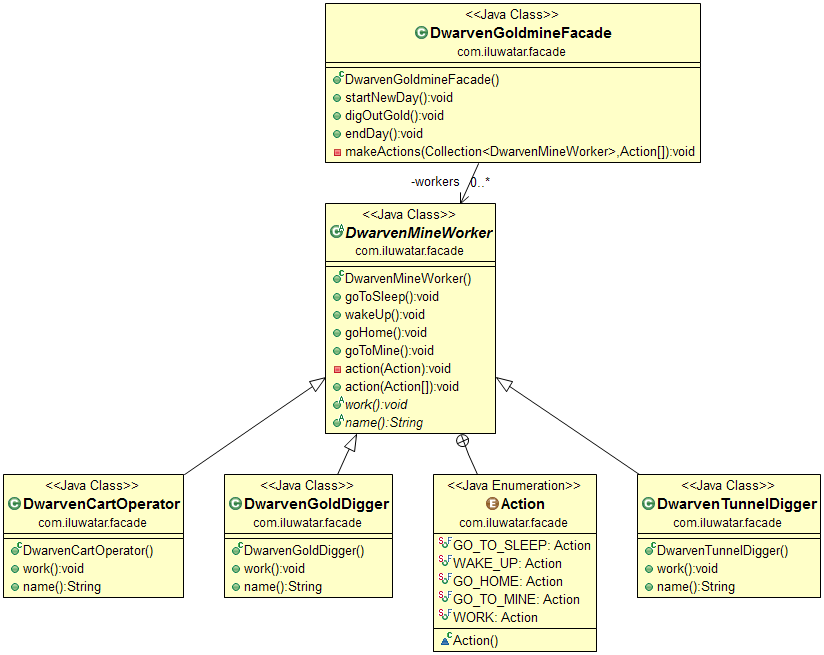 <<Java Class>>
DwarvenGoldmineFacade
com.iluwatar.facade
DwarvenGoldmineFacade()
startNewDay():void
digOutGold():void
endDay():void
makeActions(Collection<DwarvenMineWorker>,Action[]):void
-workers 0..*
<<Java Class>>
DwarvenMineWorker
com.iluwatar.facade
DwarvenMineWorker()
goToSleep():void
wakeUp():void
goHome():void
goToMine():void
action(Action):void
action(Action[]):void
work():void
name():String
<<Java Class>>
DwarvenCartOperator
com.iluwatar.facade
DwarvenCartOperator()
work():void
name():String
<<Java Class>>
DwarvenGoldDigger
com.iluwatar.facade
DwarvenGoldDigger()
work():void
name():String
<<Java Enumeration>>
Action
com.iluwatar.facade
GO_TO_SLEEP: Action
WAKE_UP: Action
GO_HOME: Action
GO_TO_MINE: Action
WORK: Action
Action()
<<Java Class>>
DwarvenTunnelDigger
com.iluwatar.facade
DwarvenTunnelDigger()
work():void
name():String